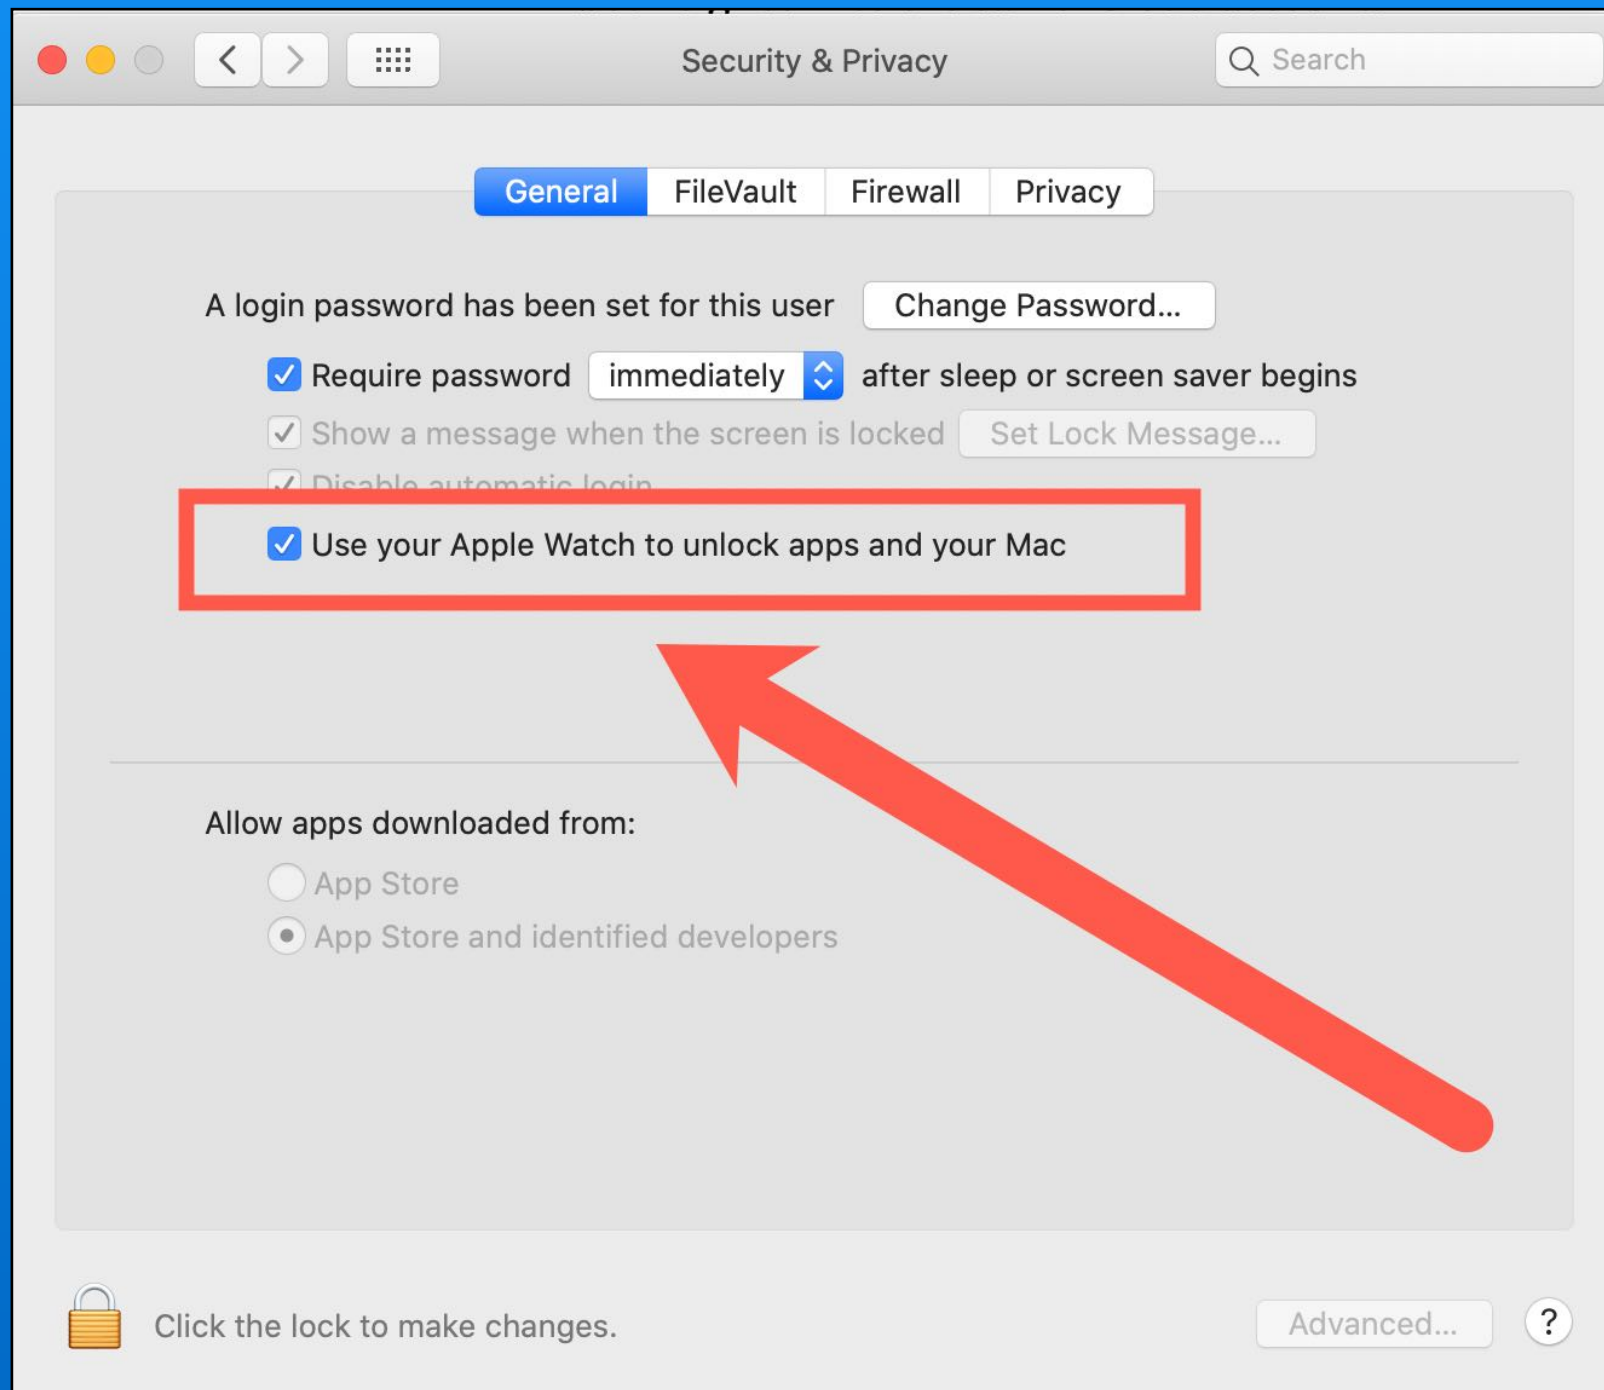 Security & Privacy
Search
General FileVault Firewall Privacy
A login password has been set for this user Change Password...
Require password immediately after sleep or screen saver begins
Show a message when the screen is locked Set Lock Message...
Disable automatic login
Use your Apple Watch to unlock apps and your Mac
Allow apps downloaded from:
App Store
App Store and identified developers
Click the lock to make changes.
Advanced... ?